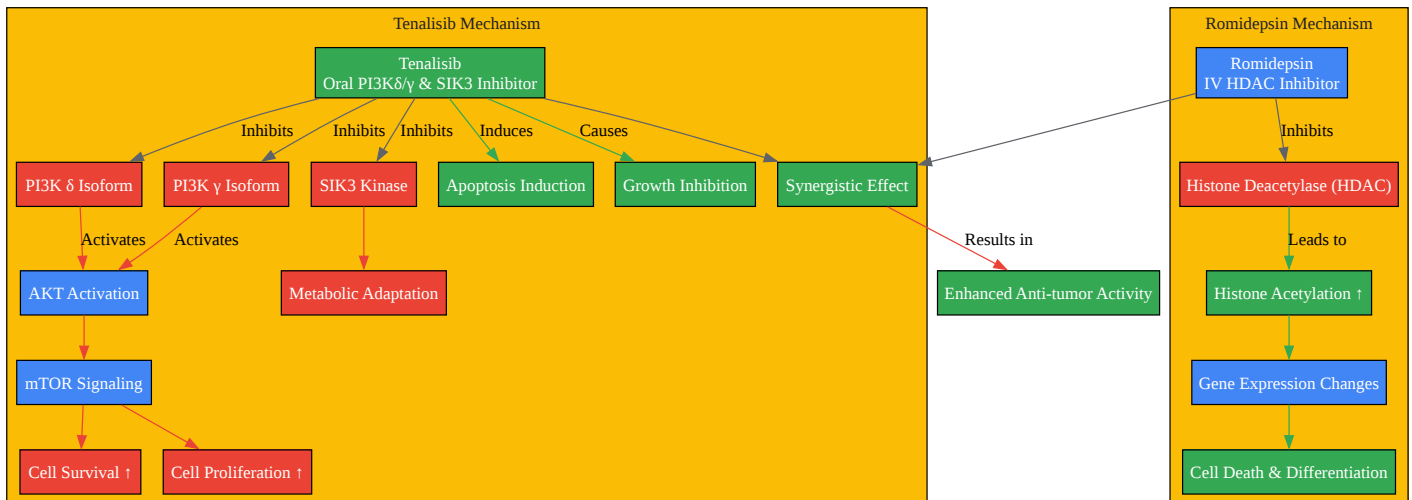 Tenalisib Mechanism
Romidepsin Mechanism
Tenalisib
Oral PI3Kδ/γ & SIK3 Inhibitor
Romidepsin
IV HDAC Inhibitor
Inhibits
Inhibits
Inhibits
Induces
Causes
Inhibits
PI3K δ Isoform
PI3K γ Isoform
SIK3 Kinase
Apoptosis Induction
Growth Inhibition
Synergistic Effect
Histone Deacetylase (HDAC)
Activates
Activates
Results in
Leads to
AKT Activation
Metabolic Adaptation
Enhanced Anti-tumor Activity
Histone Acetylation ↑
mTOR Signaling
Gene Expression Changes
Cell Survival ↑
Cell Proliferation ↑
Cell Death & Differentiation